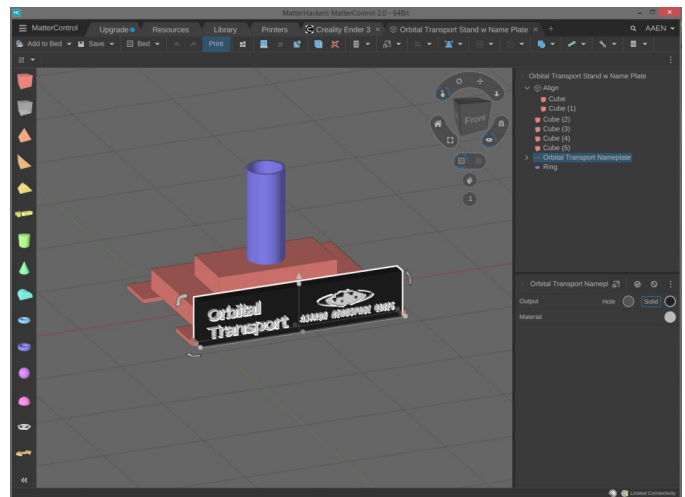 MatterHackers: MatterControl 2.0 - 64Bit
MatterControl
Upgrade
Resources
Library
Printers
Creality Ender 3 ×
Orbital Transport Stand w Name Plate ×
+
AAEN
Add to Bed
Save
Bed
Print
Front
Orbital Transport Stand w Name Plate
Align
Cube
Cube (1)
Cube (2)
Cube (3)
Cube (4)
Cube (5)
Orbital Transport Nameplate
Ring
Orbital Transport Namepl
Output
Hole
Solid
Material
Orbital
Transport
Limited Connectivity